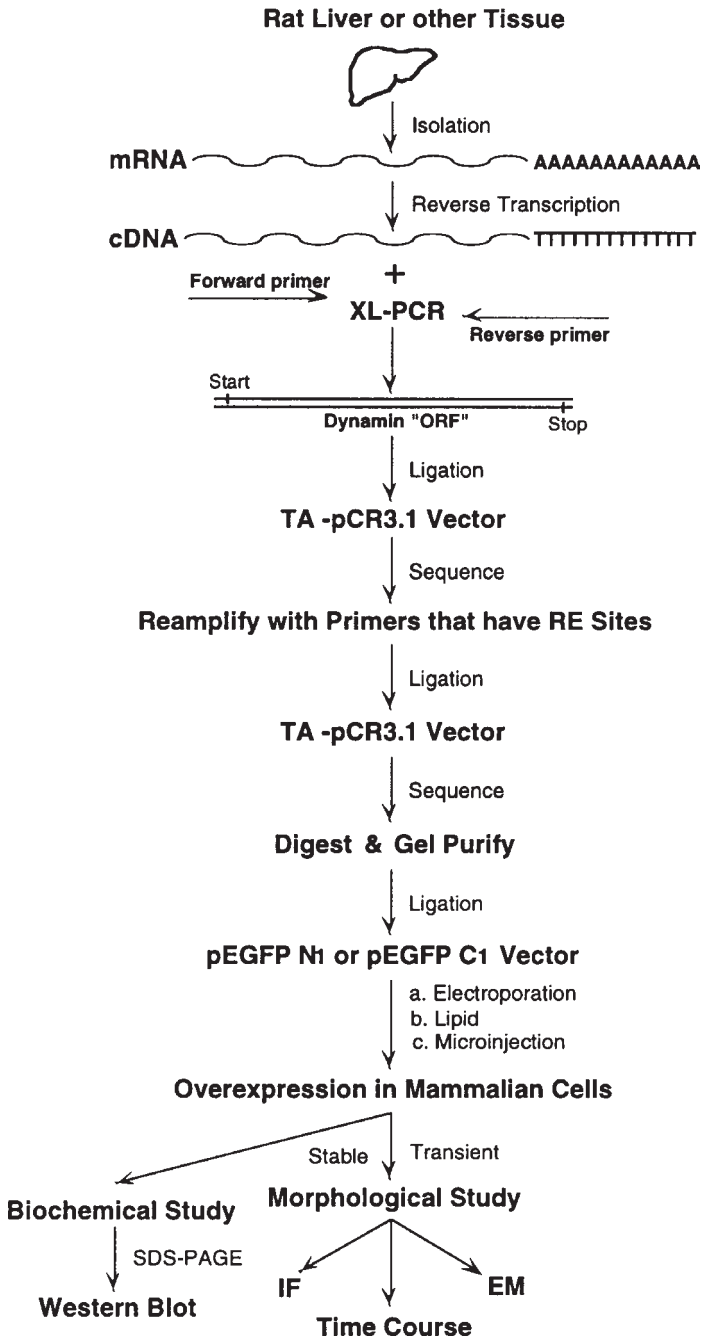 Rat Liver or other Tissue
Isolation
mRNA AAAAAAAAAAAA
Reverse Transcription
cDNA TTTTTTTTTTTTT
+
Forward primer
XL-PCR
Reverse primer
Start
Dynamin "ORF"
Stop
Ligation
TA -pCR3.1 Vector
Sequence
Reamplify with Primers that have RE Sites
Ligation
TA -pCR3.1 Vector
Sequence
Digest & Gel Purify
Ligation
pEGFP N1 or pEGFP C1 Vector
a. Electroporation
b. Lipid
c. Microinjection
Overexpression in Mammalian Cells
Stable Transient
Biochemical Study Morphological Study
SDS-PAGE
IF EM
Western Blot
Time Course